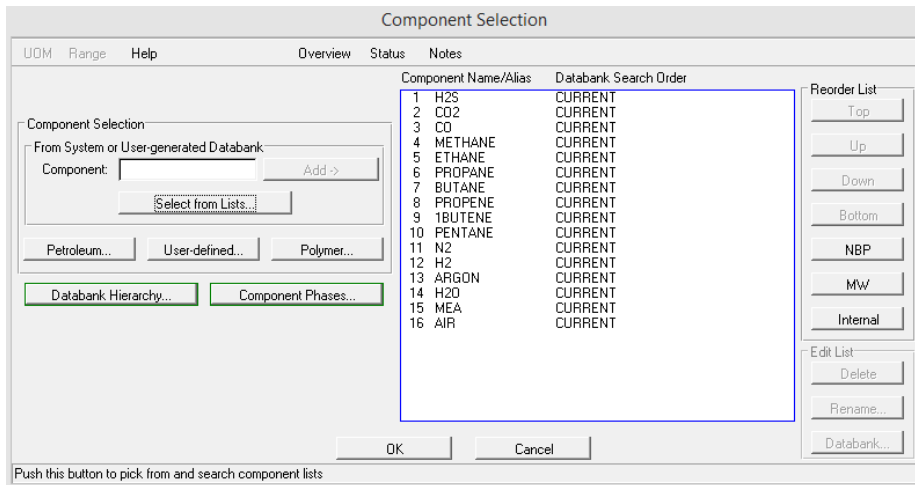 Component Selection
UOM Range Help Overview Status Notes
Component Name/Alias Databank Search Order
1 H2S CURRENT
2 CO2 CURRENT
3 CO CURRENT
4 METHANE CURRENT
5 ETHANE CURRENT
6 PROPANE CURRENT
7 BUTANE CURRENT
8 PROPENE CURRENT
9 1BUTENE CURRENT
10 PENTANE CURRENT
11 N2 CURRENT
12 H2 CURRENT
13 ARGON CURRENT
14 H2O CURRENT
15 MEA CURRENT
16 AIR CURRENT
Component Selection
From System or User-generated Databank
Component: Add ->
Select from Lists...
Petroleum... User-defined... Polymer...
Databank Hierarchy... Component Phases...
Reorder List
Top
Up
Down
Bottom
NBP
MW
Internal
Edit List
Delete
Rename...
Databank...
OK Cancel
Push this button to pick from and search component lists